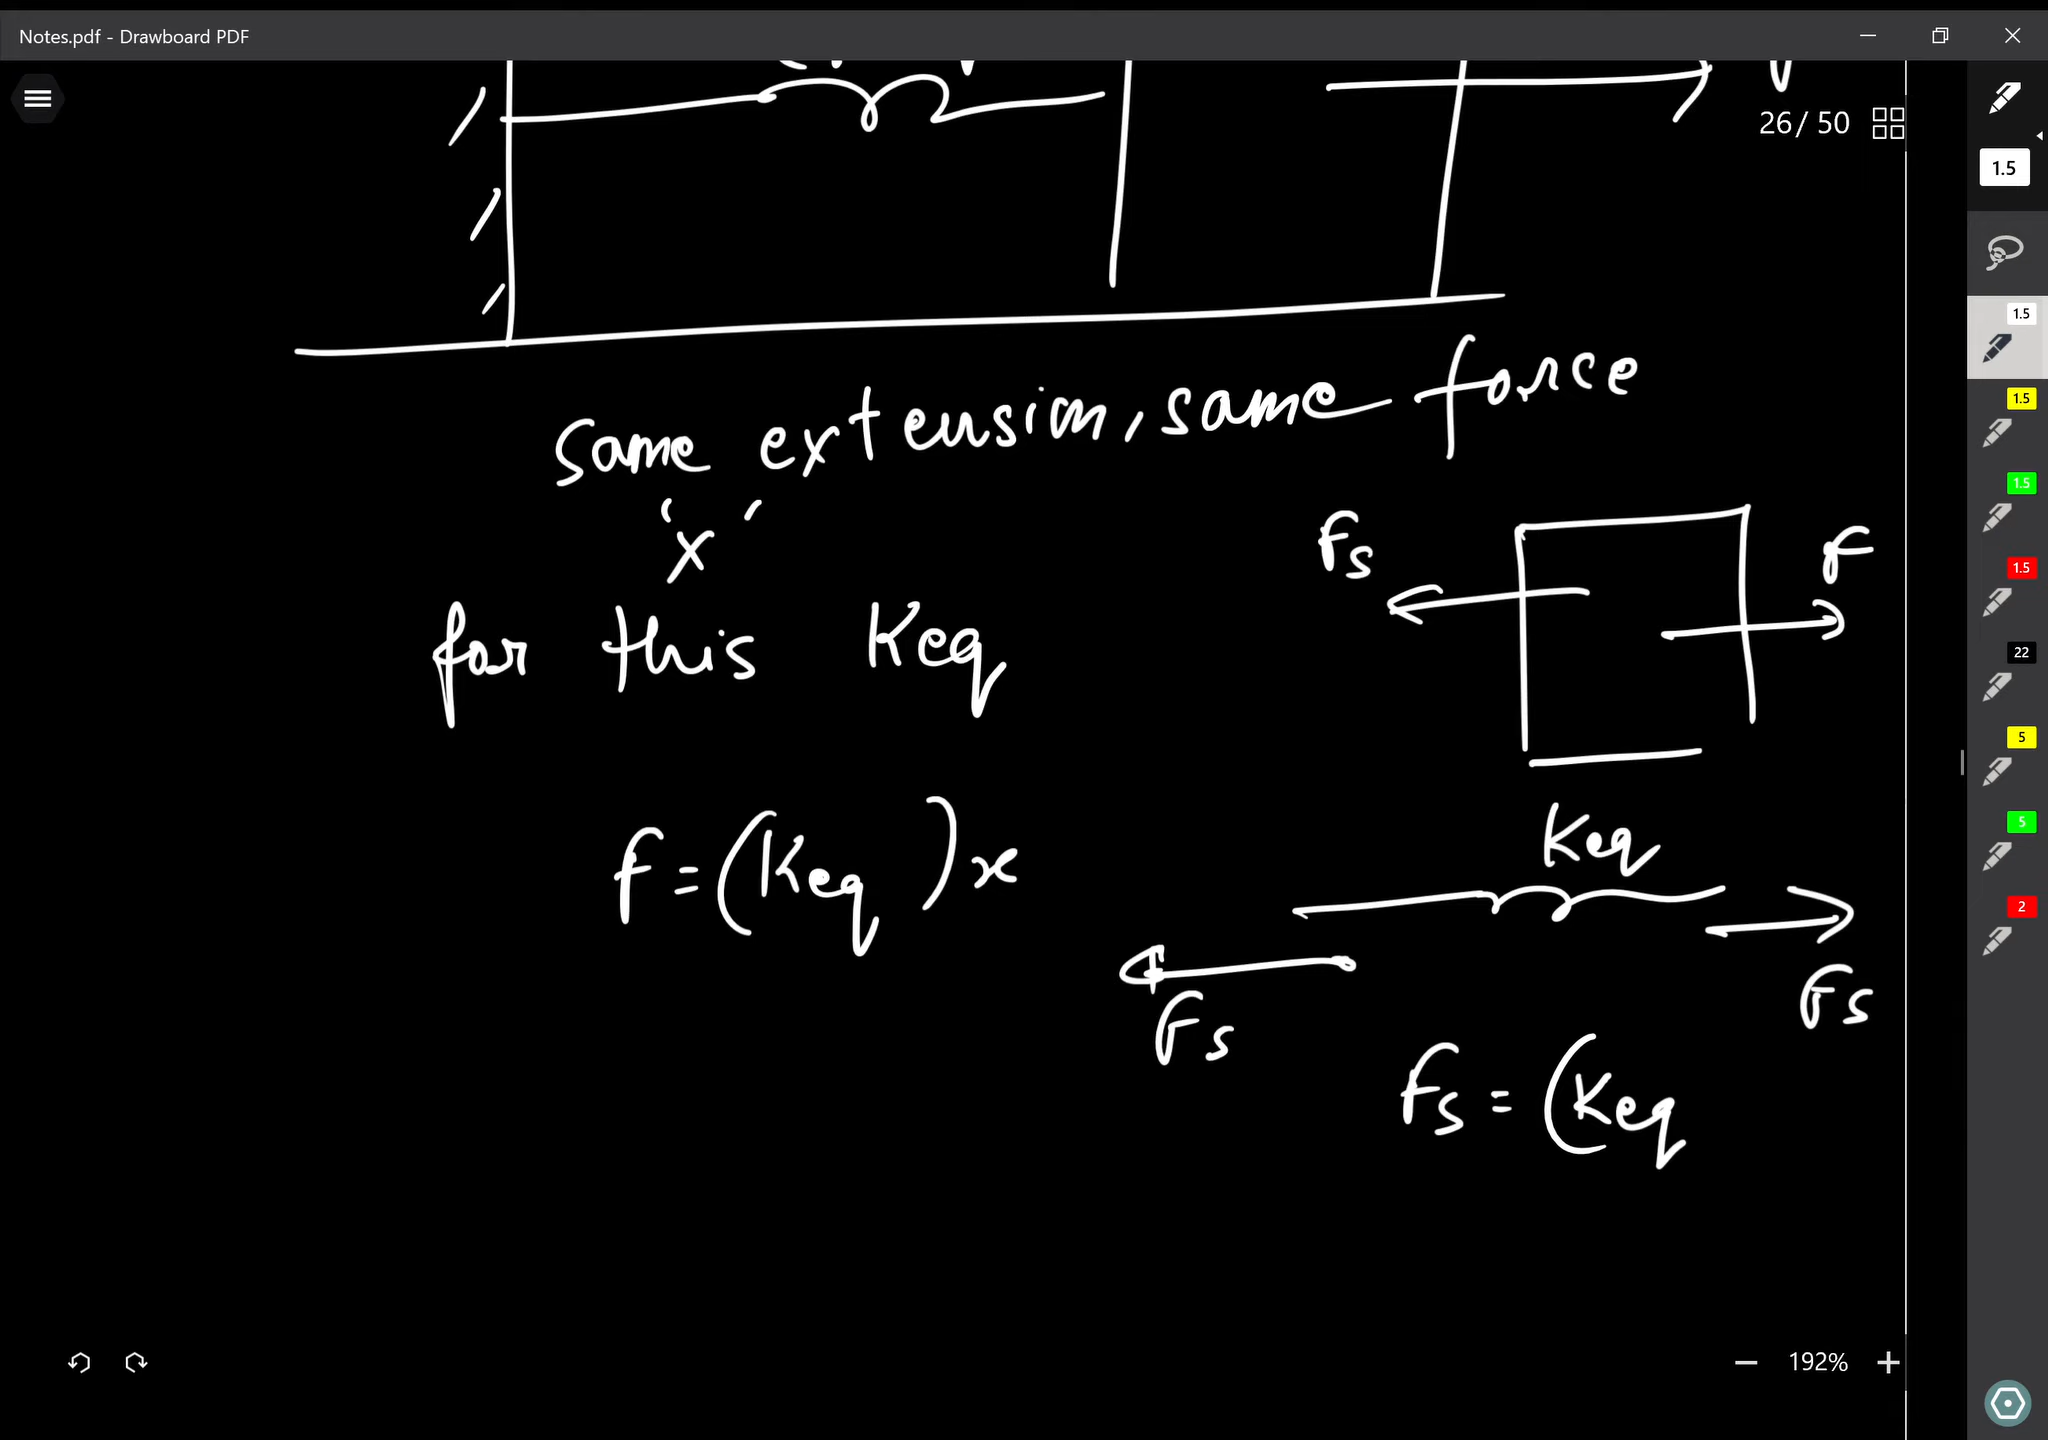 Notes.pdf - Drawboard PDF
26 / 50
1.5
same extension, same force
'x'
for this Keq
f = (Keq)x
fs
F
Keq
Fs
Fs
fs = (Keq
1.5
1.5
1.5
1.5
22
5
5
2
192%